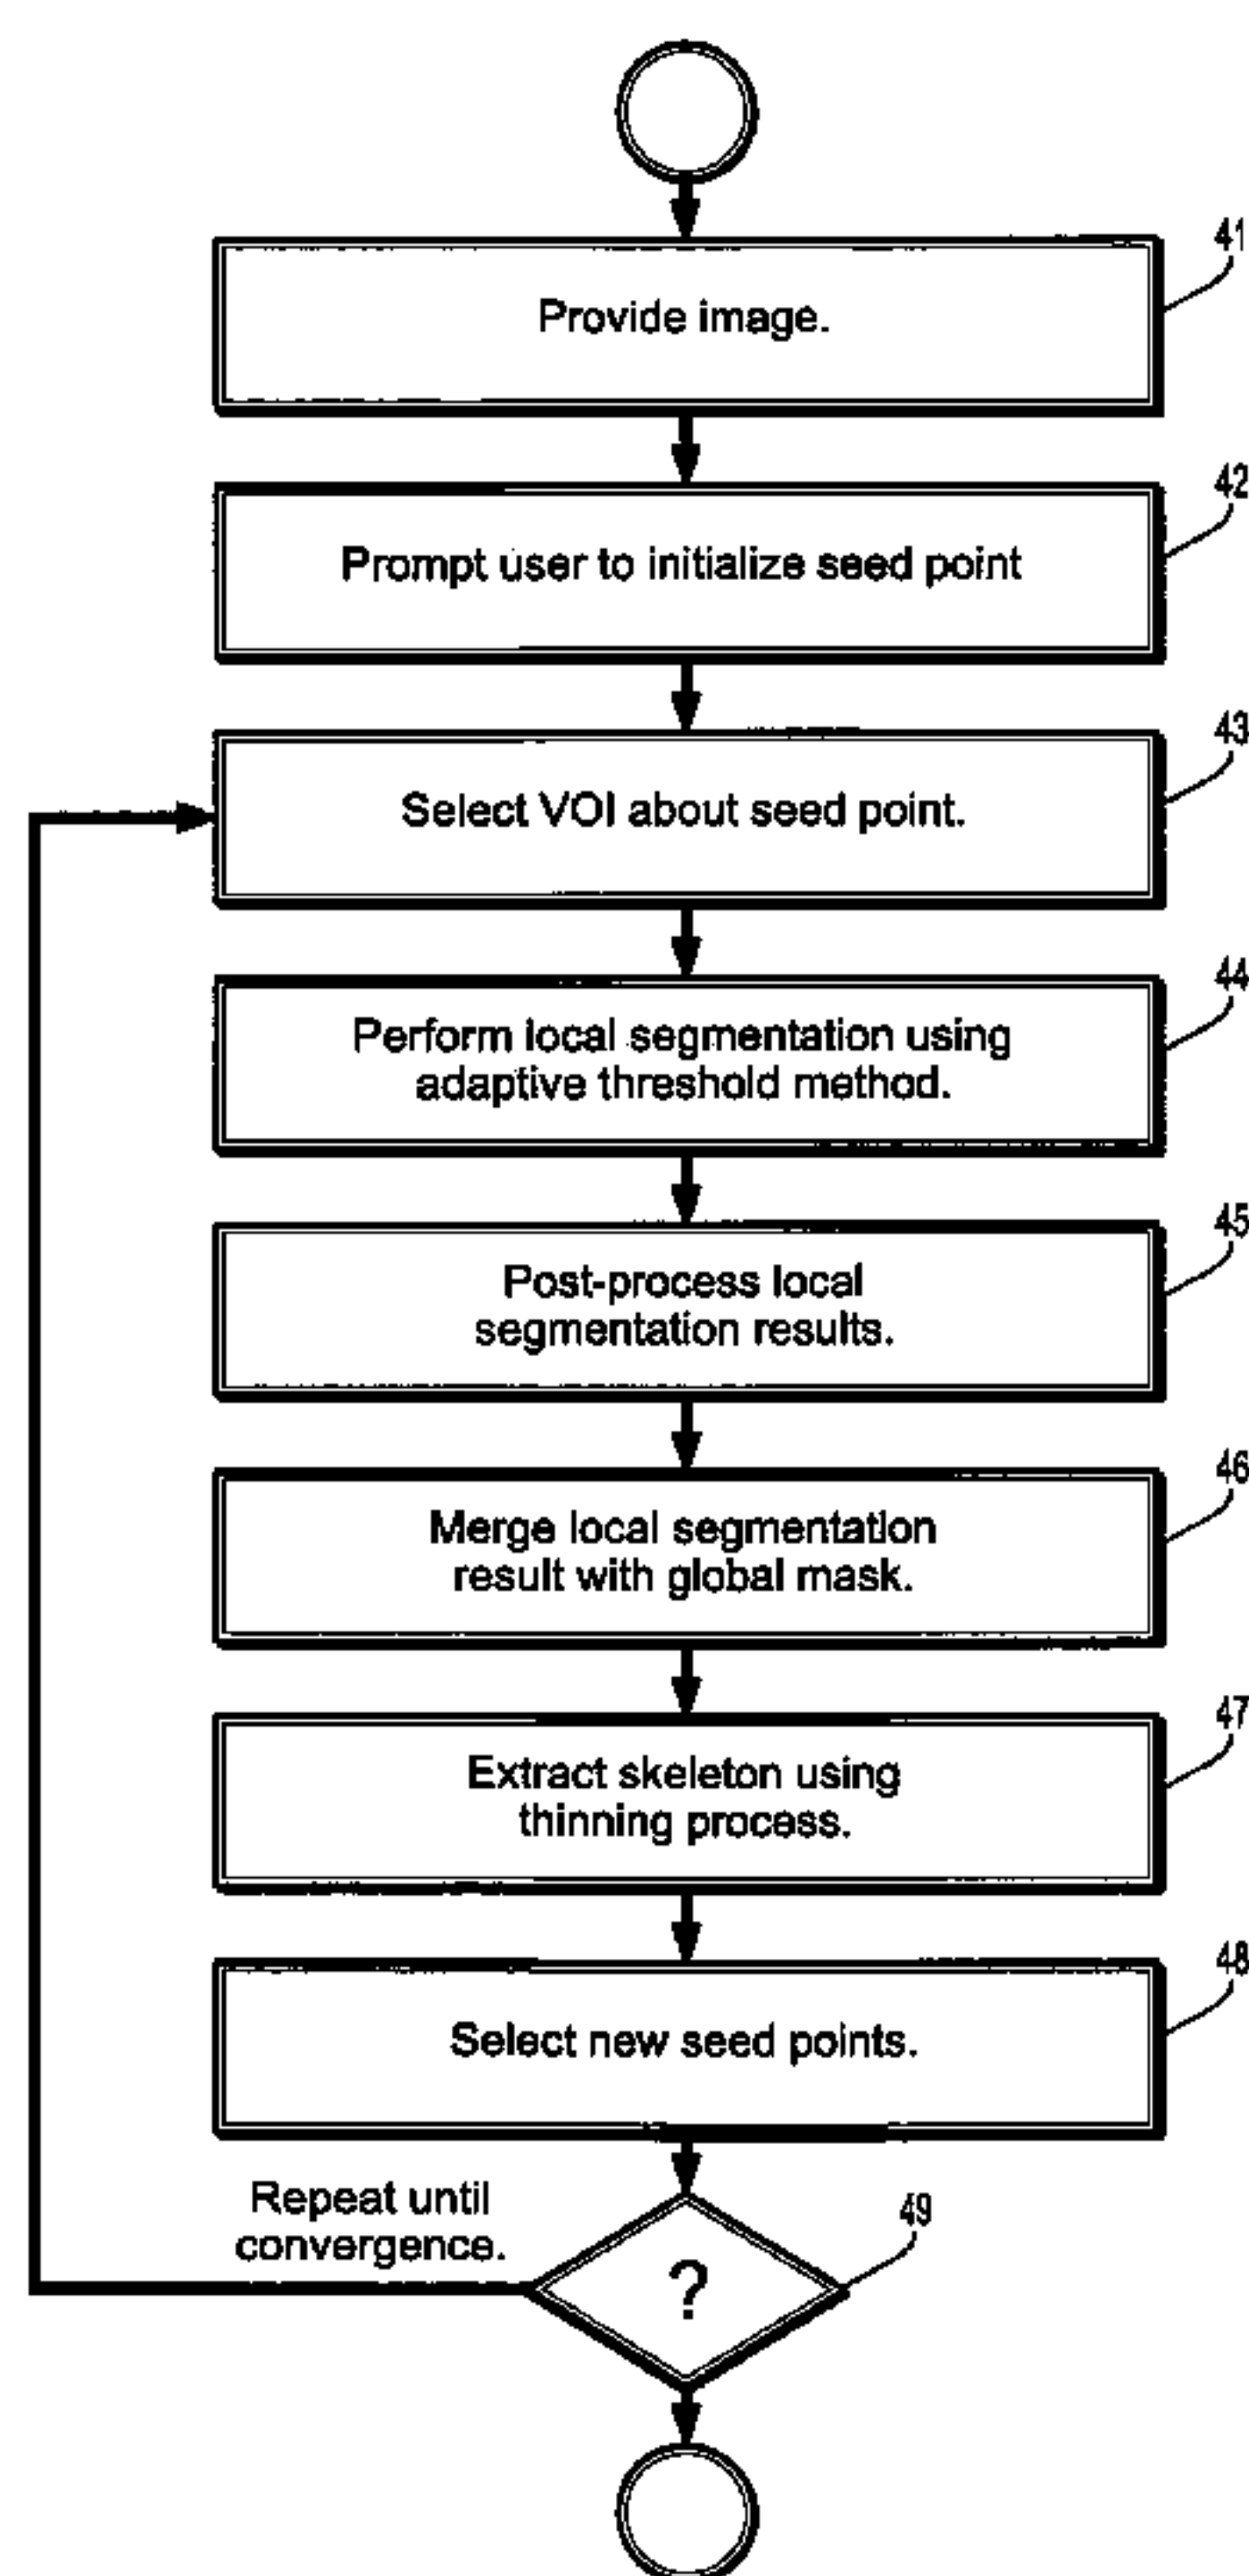 41
Provide image.
42
Prompt user to initialize seed point
43
Select VOI about seed point.
44
Perform local segmentation using
adaptive threshold method.
45
Post-process local
segmentation results.
46
Merge local segmentation
result with global mask.
47
Extract skeleton using
thinning process.
48
Select new seed points.
Repeat until
convergence.
49
?